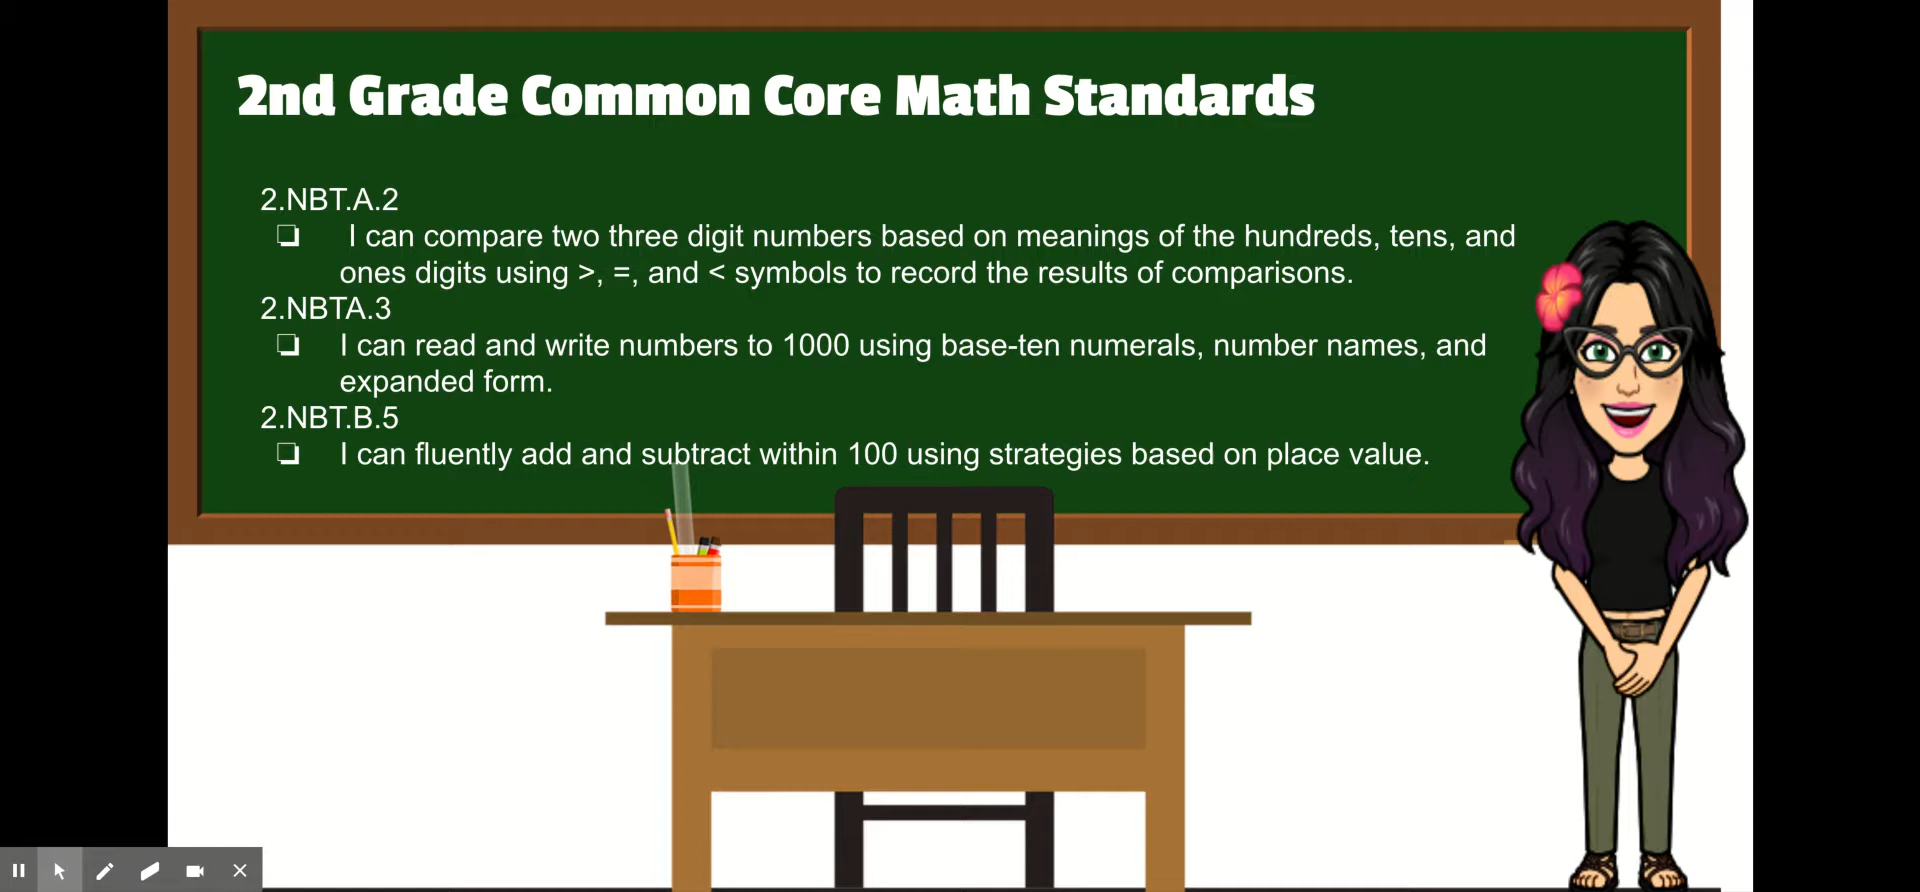 2nd Grade Common Core Math Standards
2.NBT.A.2
❏ I can compare two three digit numbers based on meanings of the hundreds, tens, and
ones digits using >, =, and < symbols to record the results of comparisons.
2.NBTA.3
❏ I can read and write numbers to 1000 using base-ten numerals, number names, and
expanded form.
2.NBT.B.5
❏ I can fluently add and subtract within 100 using strategies based on place value.